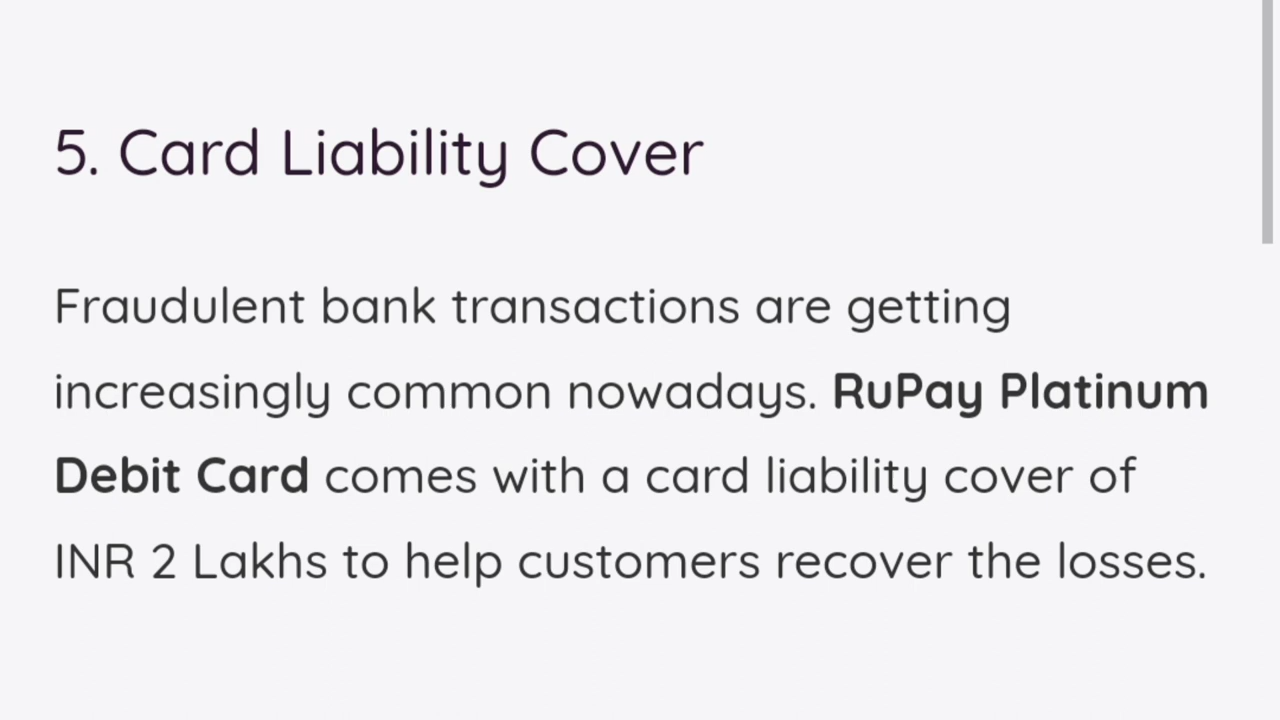 5. Card Liability Cover
Fraudulent bank transactions are getting
increasingly common nowadays. RuPay Platinum
Debit Card comes with a card liability cover of
INR 2 Lakhs to help customers recover the losses.